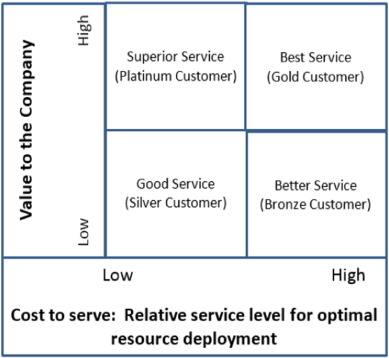 Value to the Company
High
Low
Superior Service
(Platinum Customer)
Best Service
(Gold Customer)
Good Service
(Silver Customer)
Better Service
(Bronze Customer)
Low
High
Cost to serve: Relative service level for optimal
resource deployment